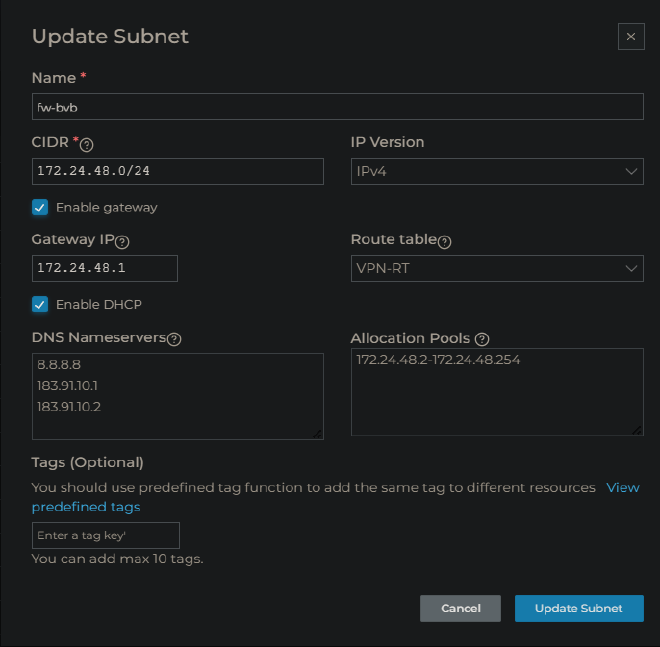 Update Subnet
Name *
fw-bvb
CIDR *
IP Version
172.24.48.0/24
IPv4
Enable gateway
Gateway IP
Route table
172.24.48.1
VPN-RT
Enable DHCP
DNS Nameservers
Allocation Pools
8.8.8.8
183.91.10.1
183.91.10.2
172.24.48.2-172.24.48.254
Tags (Optional)
You should use predefined tag function to add the same tag to different resources View
predefined tags
Enter a tag key'
You can add max 10 tags.
Cancel
Update Subnet